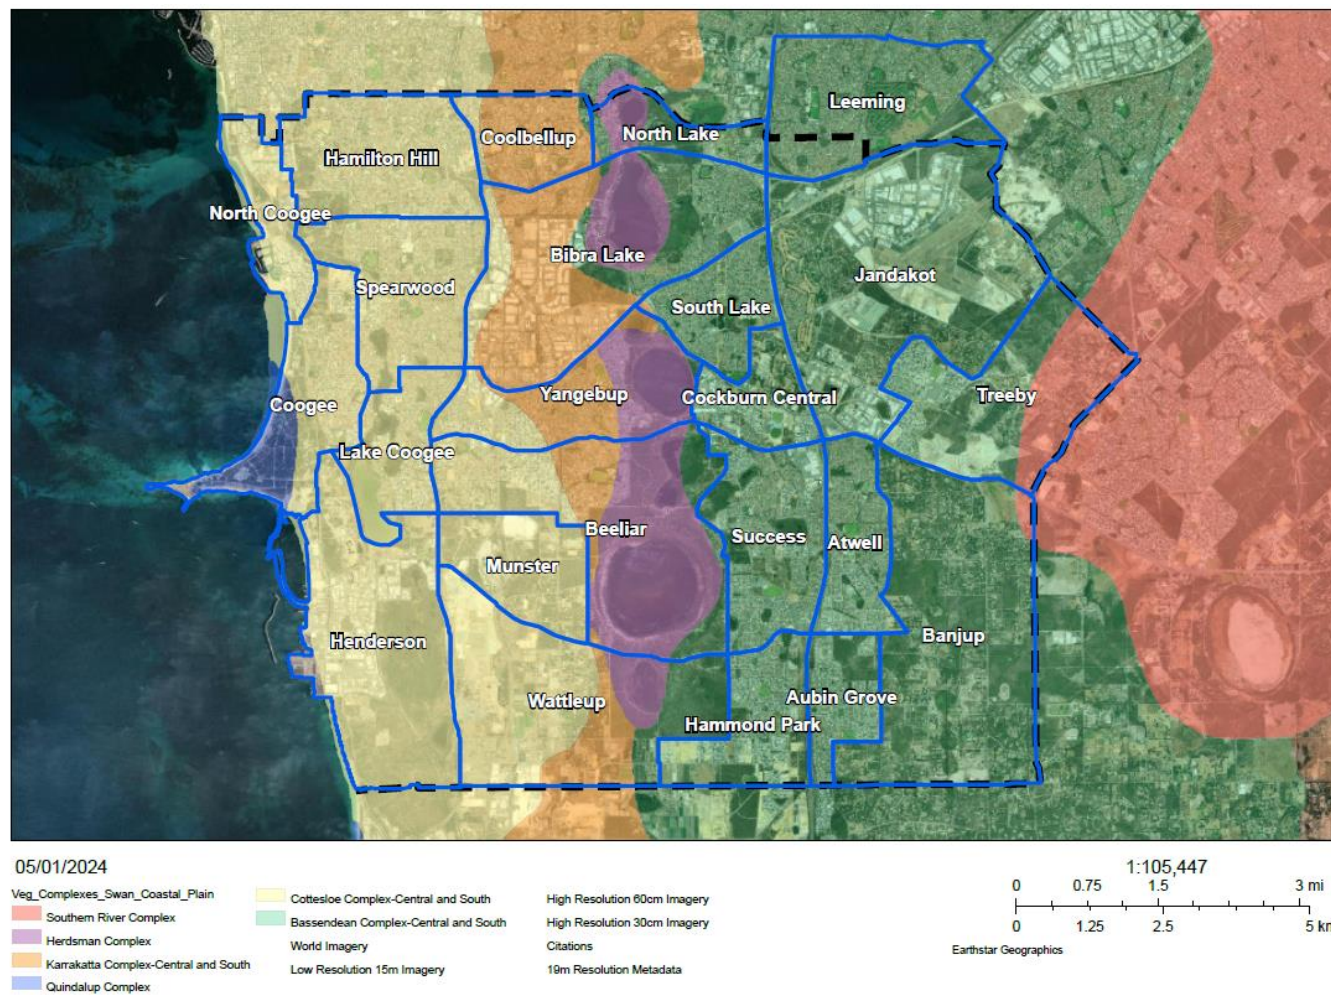 Leeming
Coolbellup
North Lake
Hamilton Hill
North Coogee
Bibra Lake
Jandakot
Spearwood
South Lake
Yangebup
Cockburn Central
Treeby
Coogee
Lake Coogee
Beeliar
Success
Atwell
Munster
Henderson
Banjup
Wattleup
Aubin Grove
Hammond Park
05/01/2024
Veg_Complexes_Swan_Coastal_Plain
Southern River Complex
Herdsman Complex
Karrakatta Complex-Central and South
Quindalup Complex
Cottesloe Complex-Central and South
Bassendean Complex-Central and South
World Imagery
Low Resolution 15m Imagery
High Resolution 60cm Imagery
High Resolution 30cm Imagery
Citations
19m Resolution Metadata
1:105,447
0 0.75 1.5 3 mi
0 1.25 2.5 5 km
Earthstar Geographics